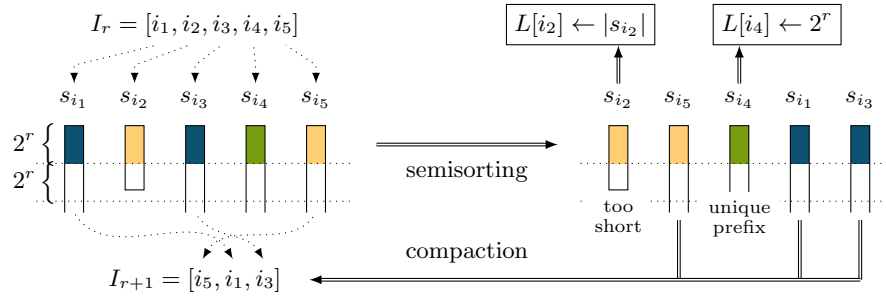 I_r = [i_1, i_2, i_3, i_4, i_5]
L[i_2] ← |s_{i_2}|
L[i_4] ← 2^r
s_{i_1} s_{i_2} s_{i_3} s_{i_4} s_{i_5}
s_{i_2} s_{i_5} s_{i_4} s_{i_1} s_{i_3}
2^r {
2^r {
semisorting
too
short
unique
prefix
compaction
I_{r+1} = [i_5, i_1, i_3]